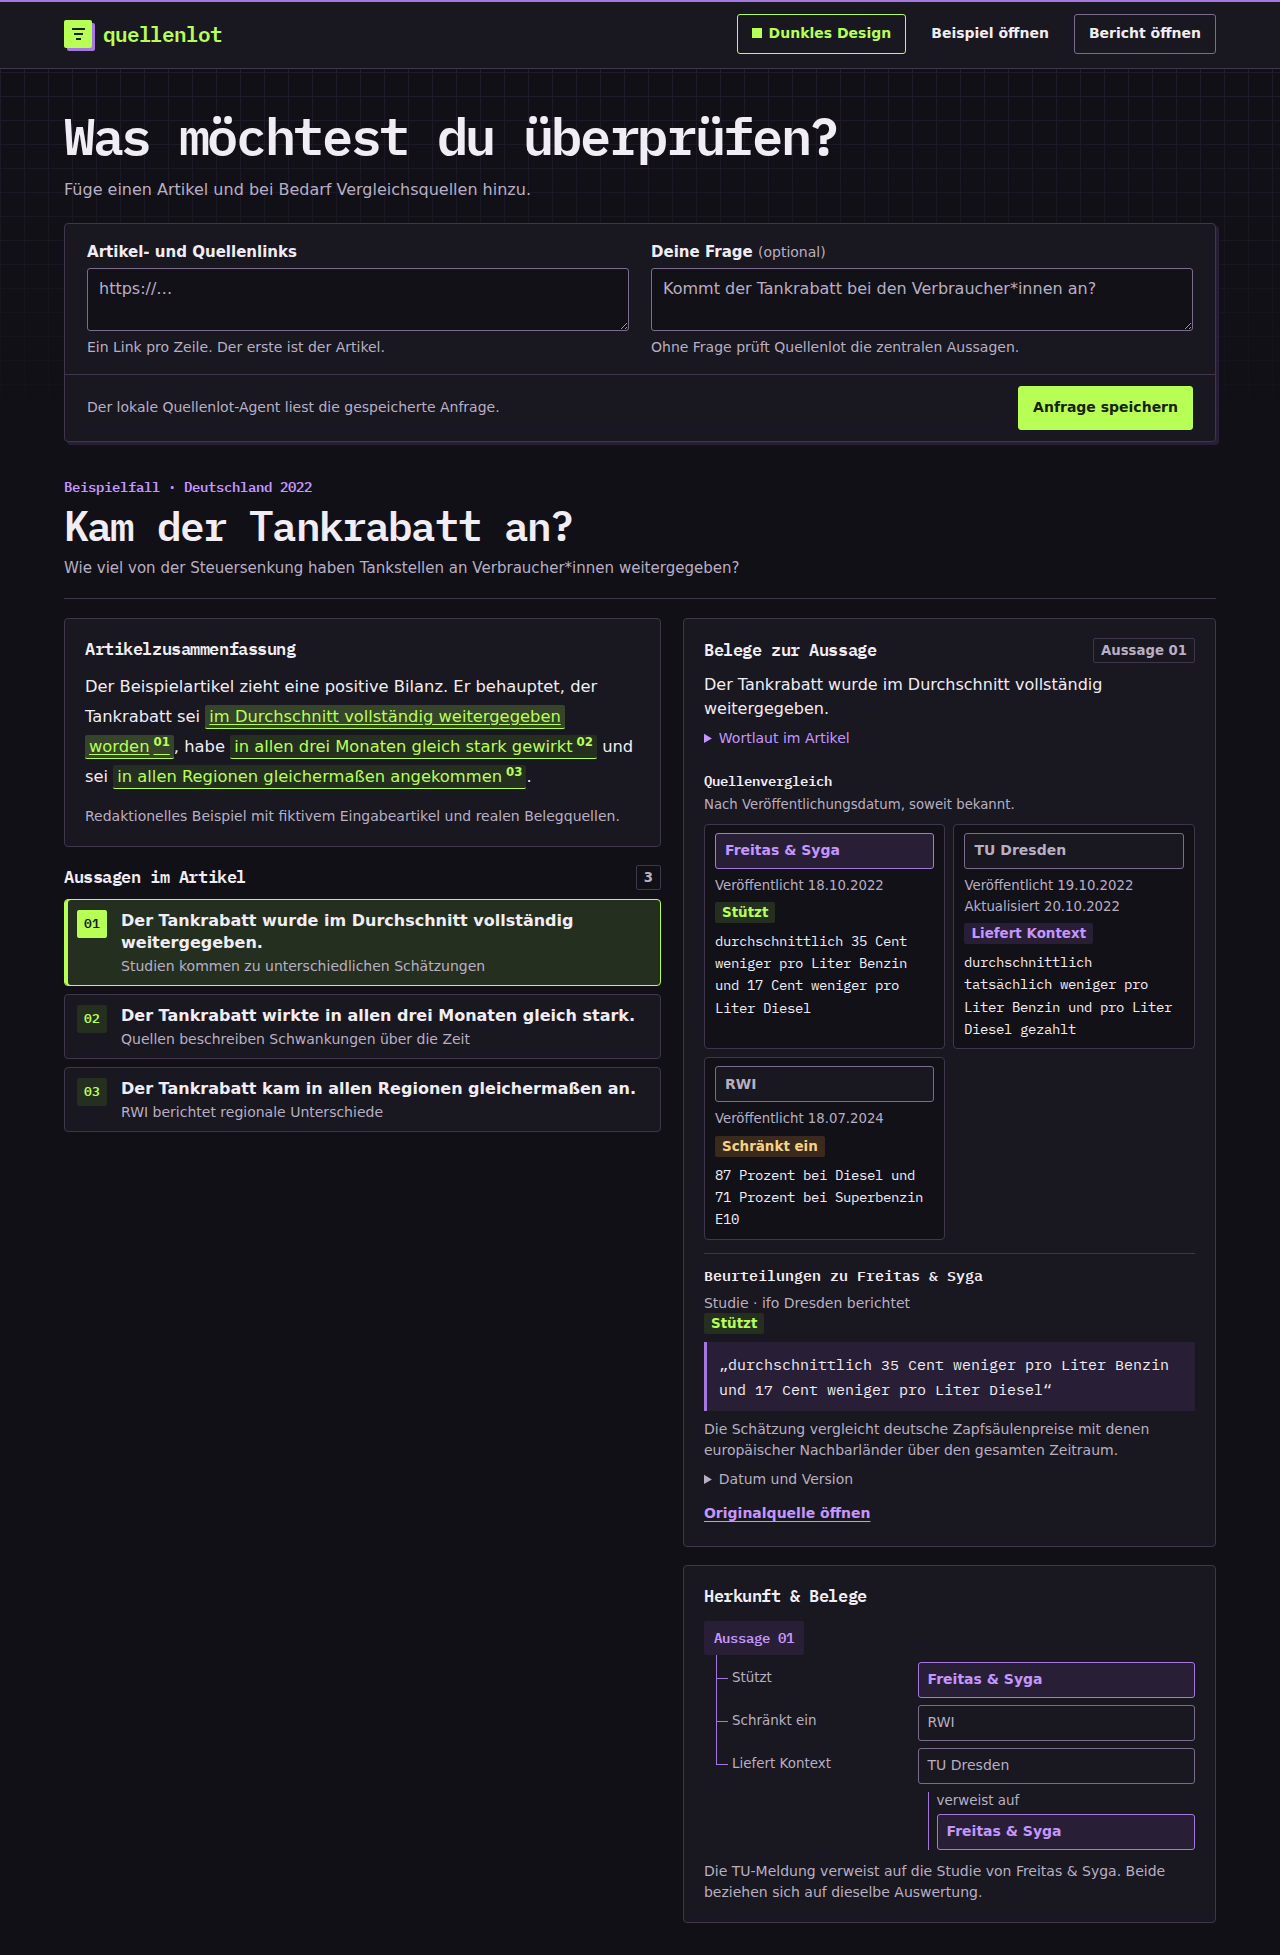 quellenlot
Dunkles Design
Beispiel öffnen
Bericht öffnen
Was möchtest du überprüfen?
Füge einen Artikel und bei Bedarf Vergleichsquellen hinzu.
Artikel- und Quellenlinks
https://...
Ein Link pro Zeile. Der erste ist der Artikel.
Deine Frage (optional)
Kommt der Tankrabatt bei den Verbraucher*innen an?
Ohne Frage prüft Quellenlot die zentralen Aussagen.
Der lokale Quellenlot-Agent liest die gespeicherte Anfrage.
Anfrage speichern
Beispielfall · Deutschland 2022
Kam der Tankrabatt an?
Wie viel von der Steuersenkung haben Tankstellen an Verbraucher*innen weitergegeben?
Artikelzusammenfassung
Der Beispielartikel zieht eine positive Bilanz. Er behauptet, der
Tankrabatt sei im Durchschnitt vollständig weitergegeben
worden 01, habe in allen drei Monaten gleich stark gewirkt 02 und
sei in allen Regionen gleichermaßen angekommen 03.
Redaktionelles Beispiel mit fiktivem Eingabeartikel und realen Belegquellen.
Aussagen im Artikel
3
01
Der Tankrabatt wurde im Durchschnitt vollständig
weitergegeben.
Studien kommen zu unterschiedlichen Schätzungen
02
Der Tankrabatt wirkte in allen drei Monaten gleich stark.
Quellen beschreiben Schwankungen über die Zeit
03
Der Tankrabatt kam in allen Regionen gleichermaßen an.
RWI berichtet regionale Unterschiede
Belege zur Aussage
Aussage 01
Der Tankrabatt wurde im Durchschnitt vollständig
weitergegeben.
Wortlaut im Artikel
Quellenvergleich
Nach Veröffentlichungsdatum, soweit bekannt.
Freitas & Syga
Veröffentlicht 18.10.2022
Stützt
durchschnittlich 35 Cent
weniger pro Liter Benzin
und 17 Cent weniger pro
Liter Diesel
TU Dresden
Veröffentlicht 19.10.2022
Aktualisiert 20.10.2022
Liefert Kontext
durchschnittlich
tatsächlich weniger pro
Liter Benzin und pro Liter
Diesel gezahlt
RWI
Veröffentlicht 18.07.2024
Schränkt ein
87 Prozent bei Diesel und
71 Prozent bei Superbenzin
E10
Beurteilungen zu Freitas & Syga
Studie · ifo Dresden berichtet
Stützt
„durchschnittlich 35 Cent weniger pro Liter Benzin
und 17 Cent weniger pro Liter Diesel“
Die Schätzung vergleicht deutsche Zapfsäulenpreise mit denen
europäischer Nachbarländer über den gesamten Zeitraum.
Datum und Version
Originalquelle öffnen
Herkunft & Belege
Aussage 01
Stützt
Freitas & Syga
Schränkt ein
RWI
Liefert Kontext
TU Dresden
verweist auf
Freitas & Syga
Die TU-Meldung verweist auf die Studie von Freitas & Syga. Beide
beziehen sich auf dieselbe Auswertung.